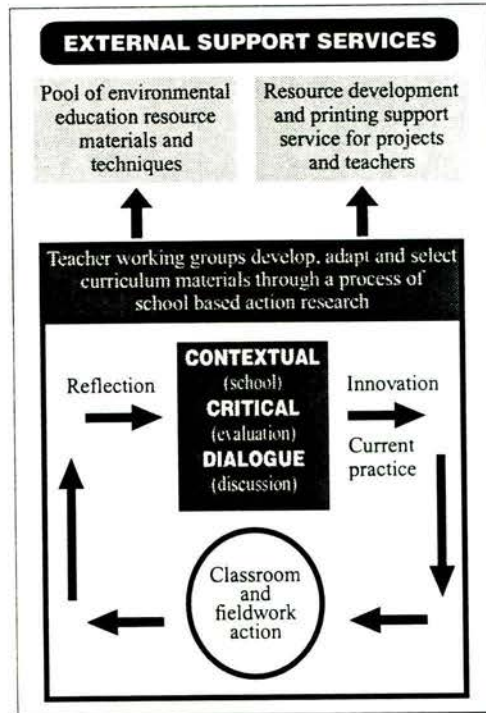 EXTERNAL SUPPORT SERVICES
Pool of environmental
education resource
materials and
techniques
Resource development
and printing support
service for projects
and teachers
Teacher working groups develop, adapt and select
curriculum materials through a process of
school based action research
Reflection
CONTEXTUAL
(school)
CRITICAL
(evaluation)
DIALOGUE
(discussion)
Innovation
Current
practice
Classroom
and
fieldwork
action